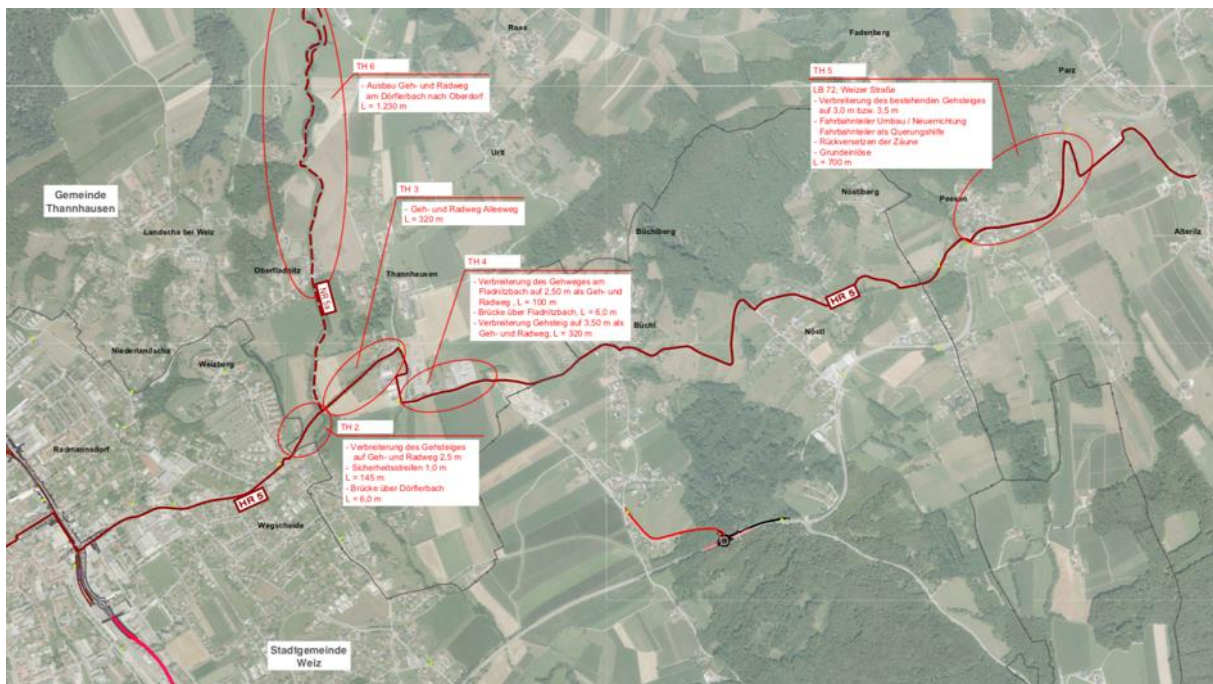 Raas
Fadenberg
Parz
TH 6
- Ausbau Geh- und Radweg
am Dörflerbach nach Oberdorf
L = 1.230 m
TH 5
LB 72, Weizer Straße
- Verbreiterung des bestehenden Gehsteiges
auf 3,0 m bzw. 3,5 m
- Fahrbahnteiler Umbau / Neuerrichtung
Fahrbahnteiler als Querungshilfe
- Rückversetzen der Zäune
- Grundeinlöse
L = 700 m
Urtl
Gemeinde
Thannhausen
TH 3
- Geh- und Radweg Alleeweg
L = 320 m
Nöstlberg
Peesen
Landscha bei Weiz
Büchlberg
Alterilz
Oberfladnitz
Thannhausen
TH 4
- Verbreiterung des Gehweges am
Fladnitzbach auf 2,50 m als Geh- und
Radweg , L = 100 m
- Brücke über Fladnitzbach, L = 6,0 m
- Verbreiterung Gehsteig auf 3,50 m als
Geh- und Radweg, L = 320 m
NR 5a
HR 5
Büchl
Nöstl
Niederlandscha
Weizberg
TH 2
- Verbreiterung des Gehsteiges
auf Geh- und Radweg 2,5 m
- Sicherheitsstreifen 1,0 m
L = 145 m
- Brücke über Dörflerbach
L = 6,0 m
Radmannsdorf
HR 5
Wegscheide
Stadtgemeinde
Weiz